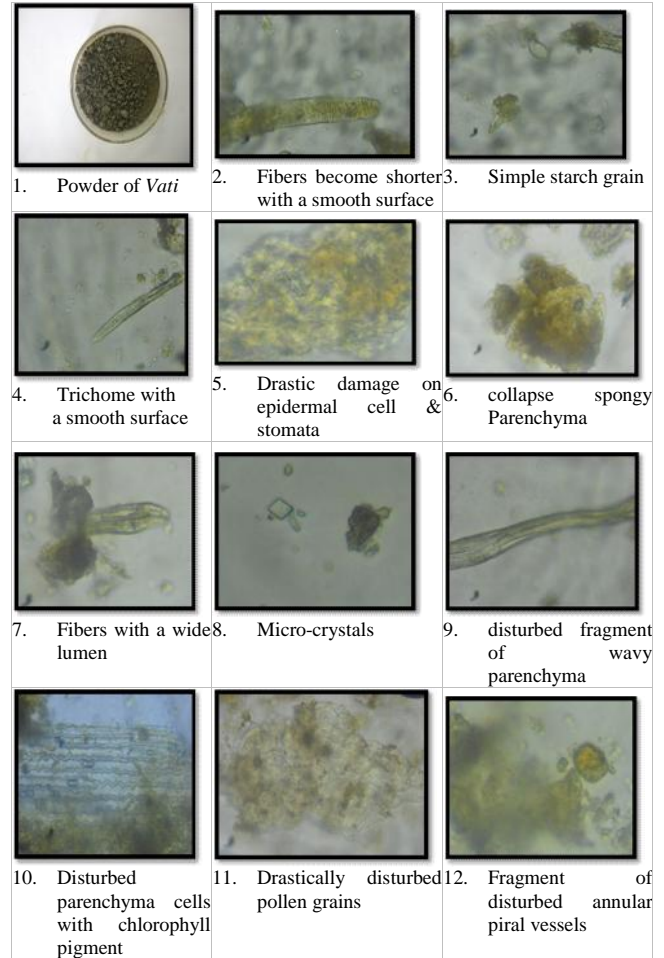 1. Powder of Vati
2. Fibers become shorter
with a smooth surface
3. Simple starch grain
4. Trichome with
a smooth surface
5. Drastic damage on
epidermal cell &
stomata
6. collapse spongy
Parenchyma
7. Fibers with a wide
lumen
8. Micro-crystals
9. disturbed fragment
of wavy
parenchyma
10. Disturbed
parenchyma cells
with chlorophyll
pigment
11. Drastically disturbed
pollen grains
12. Fragment of
disturbed annular
piral vessels